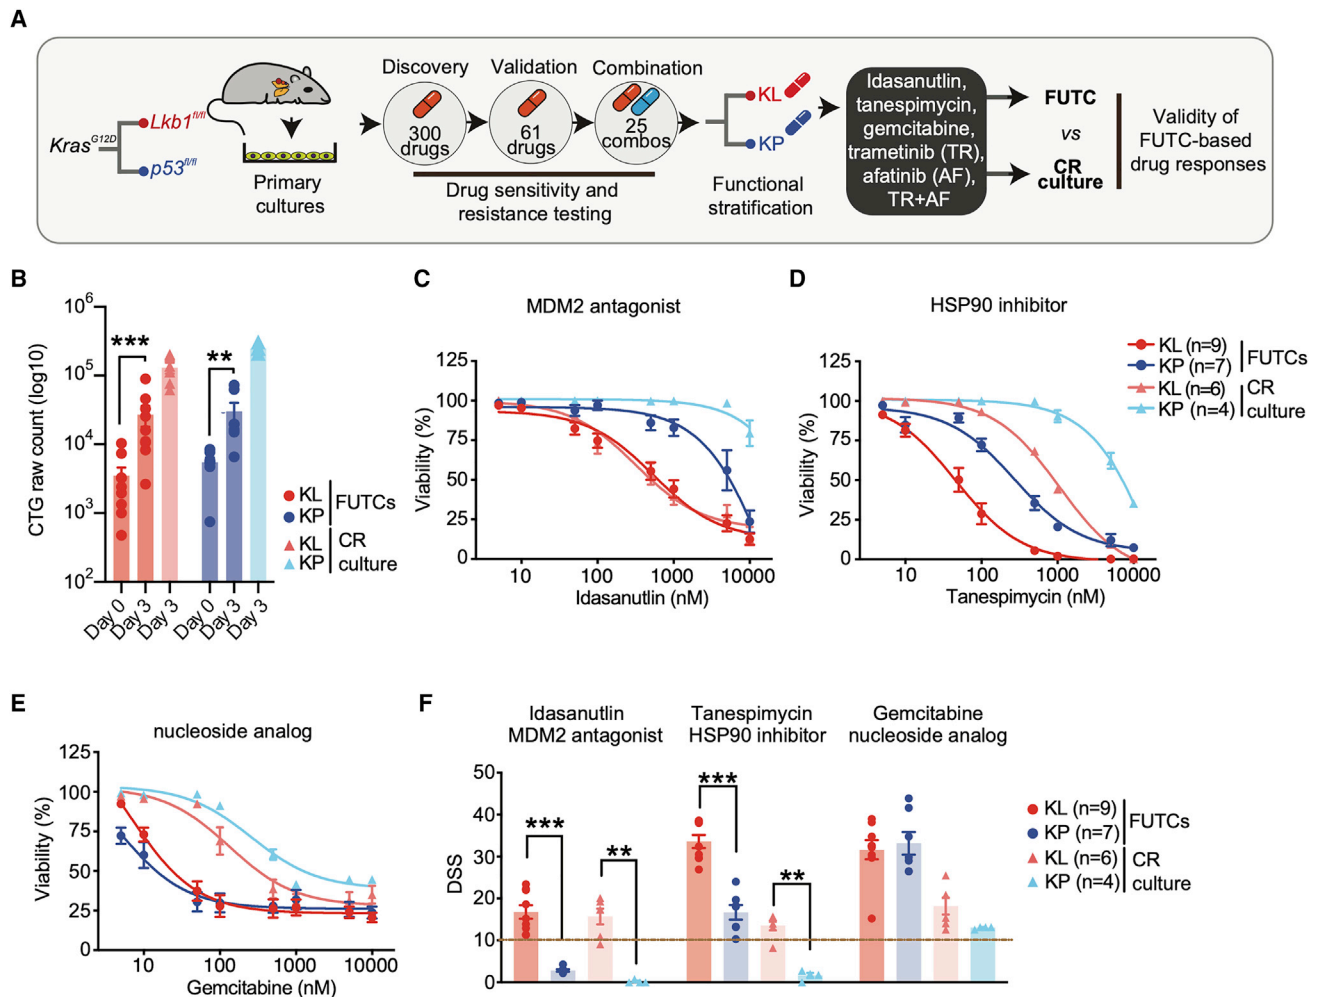 A
Kras^G12D
Lkb1^fl/fl
p53^fl/fl
Primary
cultures
Discovery
300
drugs
Validation
61
drugs
Combination
25
combos
Drug sensitivity and
resistance testing
KL
KP
Functional
stratification
Idasanutlin,
tanespimycin,
gemcitabine,
trametinib (TR),
afatinib (AF),
TR+AF
FUTC
vs
CR
culture
Validity of
FUTC-based
drug responses
B
CTG raw count (log10)
10^6
10^5
10^4
10^3
10^2
***
**
Day 0
Day 3
Day 3
Day 0
Day 3
Day 3
KL
KP
FUTCs
KL
KP
CR
culture
C
MDM2 antagonist
Viability (%)
125
100
75
50
25
0
10
100
1000
10000
Idasanutlin (nM)
D
HSP90 inhibitor
Viability (%)
125
100
75
50
25
0
10
100
1000
10000
Tanespimycin (nM)
KL (n=9)
KP (n=7)
FUTCs
KL (n=6)
KP (n=4)
CR
culture
E
nucleoside analog
Viability (%)
125
100
75
50
25
0
10
100
1000
10000
Gemcitabine (nM)
F
Idasanutlin
MDM2 antagonist
Tanespimycin
HSP90 inhibitor
Gemcitabine
nucleoside analog
DSS
50
40
30
20
10
0
***
**
***
**
KL (n=9)
KP (n=7)
FUTCs
KL (n=6)
KP (n=4)
CR
culture